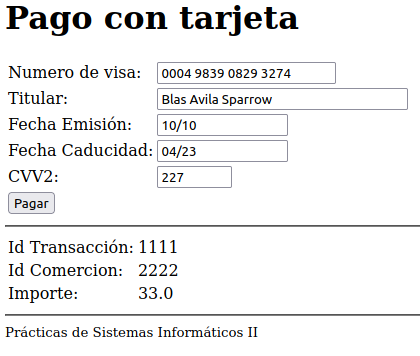 Pago con tarjeta
Numero de visa: 0004 9839 0829 3274
Titular: Blas Avila Sparrow
Fecha Emisión: 10/10
Fecha Caducidad: 04/23
CVV2: 227
Pagar
Id Transacción: 1111
Id Comercion: 2222
Importe: 33.0
Prácticas de Sistemas Informáticos II